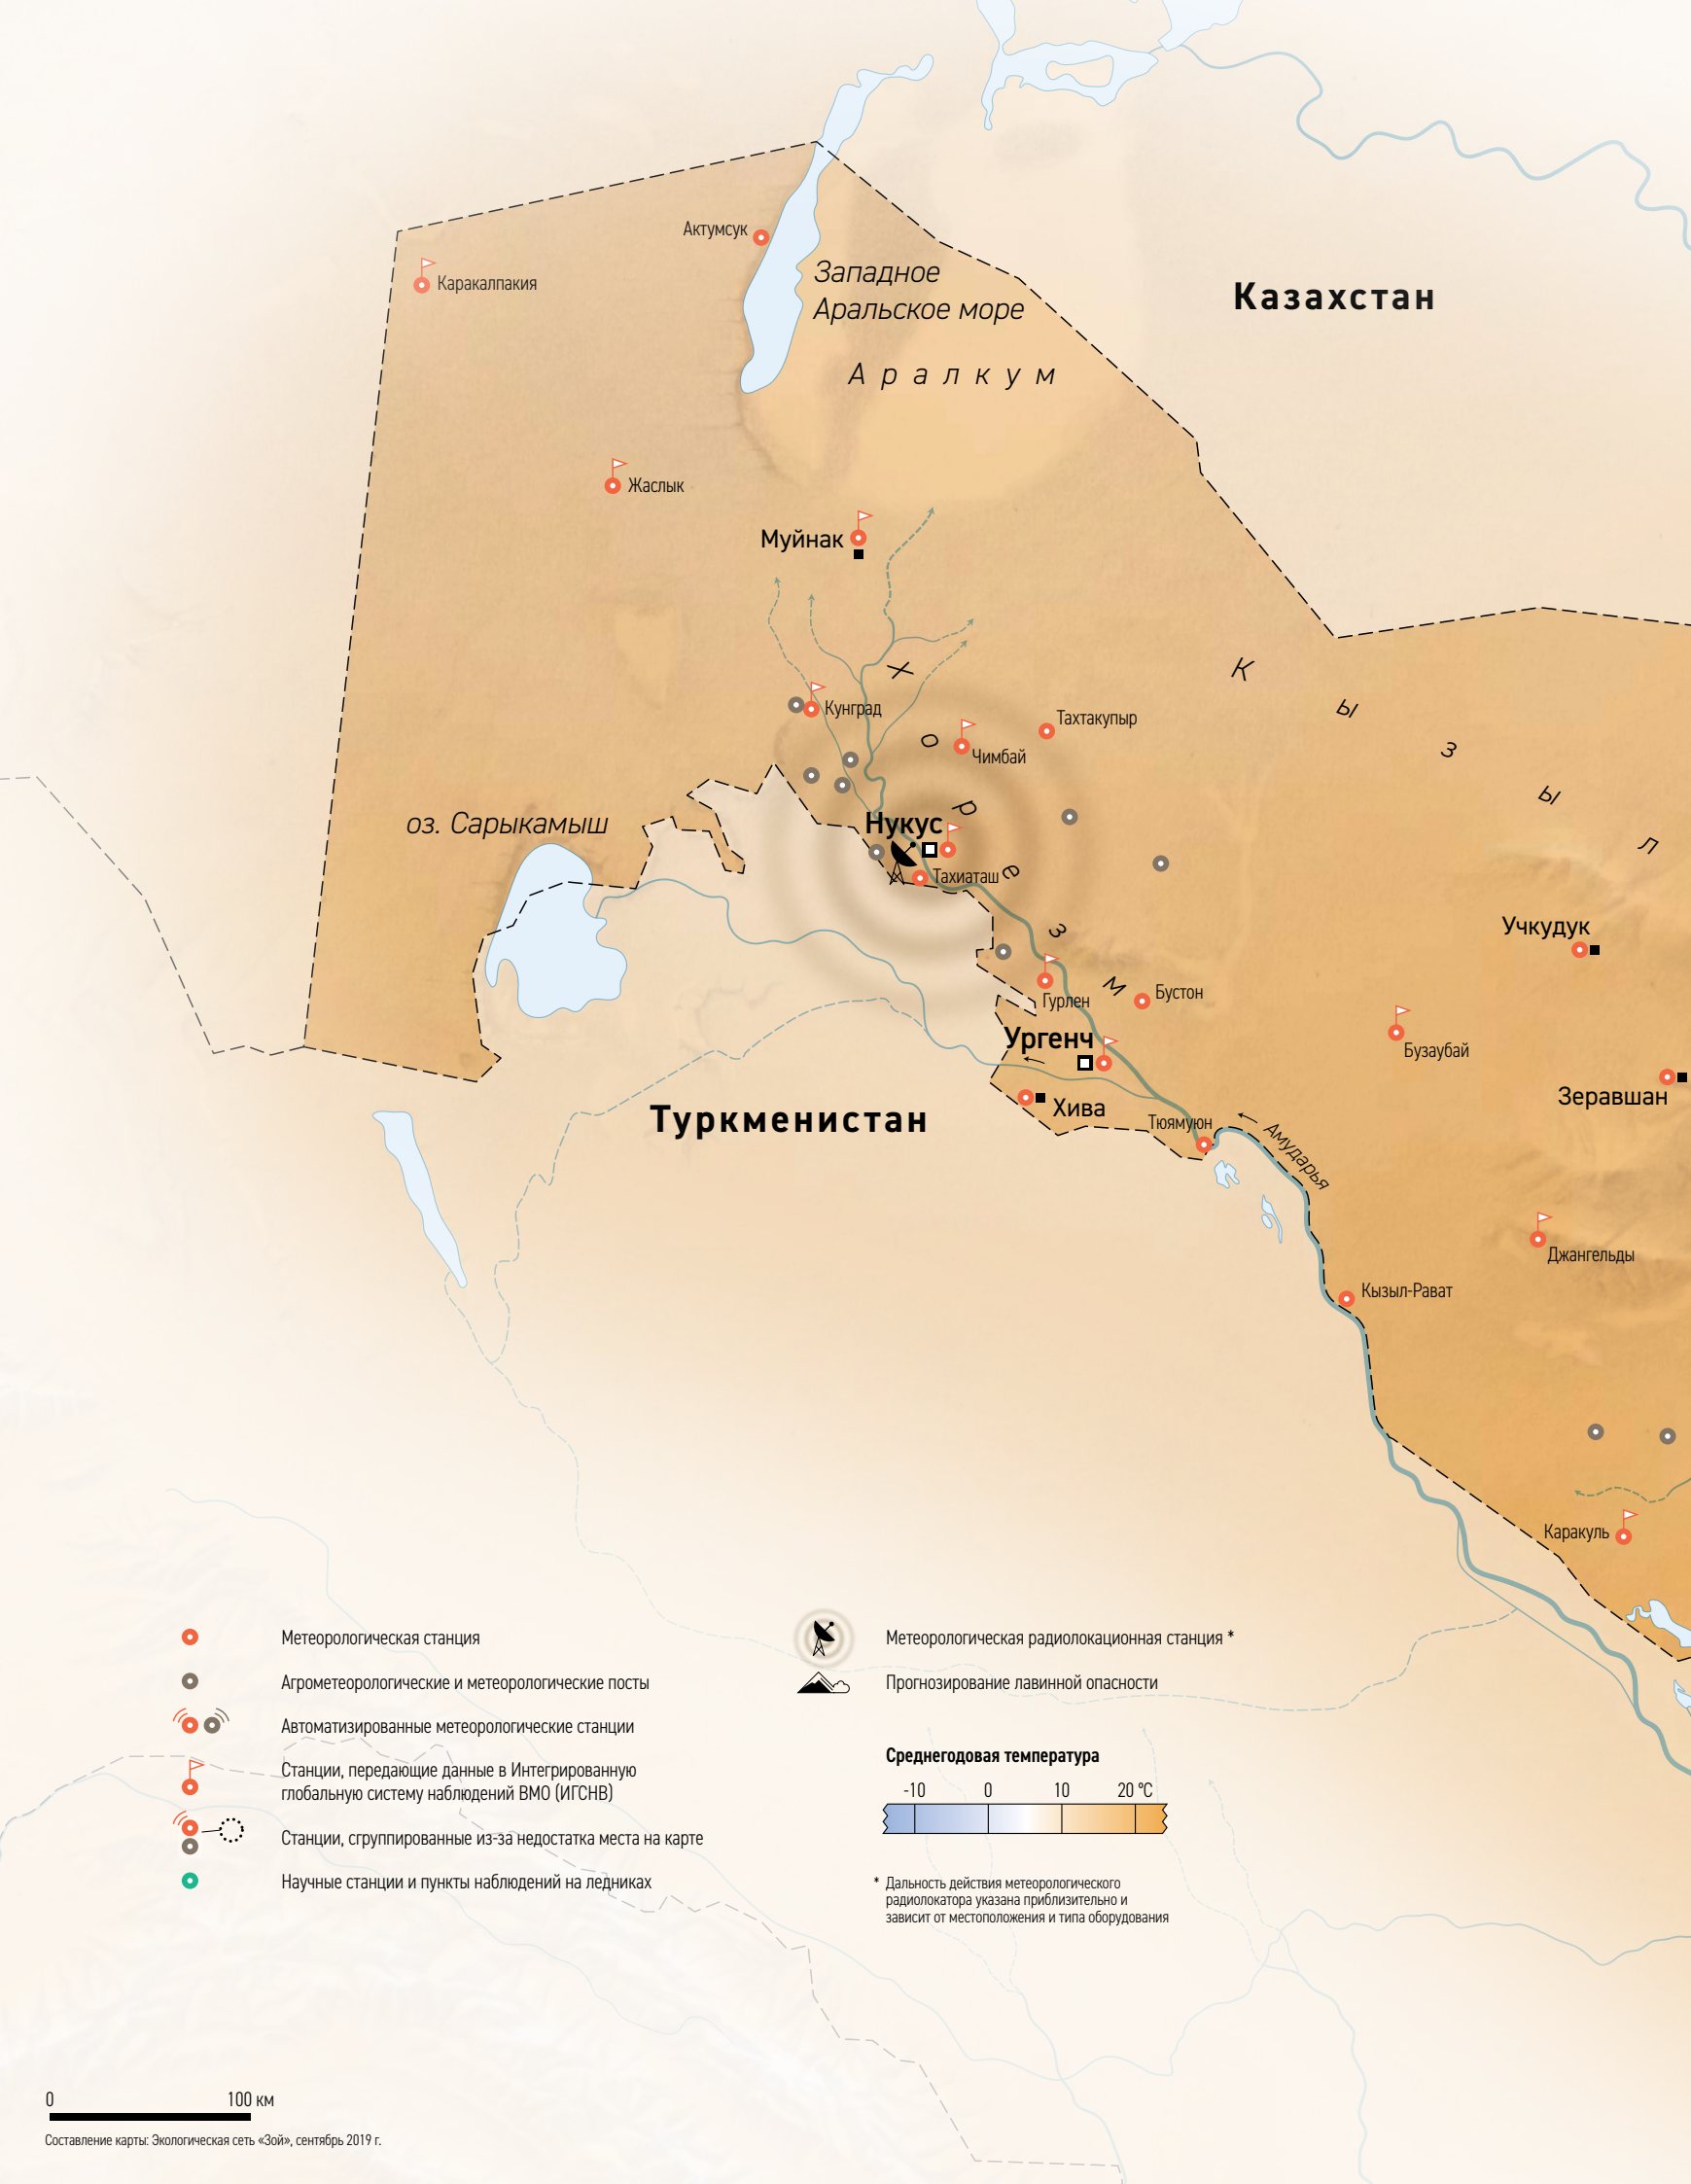 Актумсук
Каракалпакия
Западное
Аральское море
Казахстан
Аралкум
Жаслык
Муйнак
Хорезм
Кызыл
Кунград
Тахтакупыр
Чимбай
оз. Сарыкамыш
Нукус
Тахиаташ
Учкудук
Гурлен
Бустон
Ургенч
Бузаубай
Зеравшан
Хива
Туркменистан
Тюямуюн
Амударья
Джангельды
Кызыл-Рават
Каракуль
Метеорологическая станция
Агрометеорологические и метеорологические посты
Автоматизированные метеорологические станции
Станции, передающие данные в Интегрированную
глобальную систему наблюдений ВМО (ИГСНВ)
Станции, сгруппированные из-за недостатка места на карте
Научные станции и пункты наблюдений на ледниках
Метеорологическая радиолокационная станция *
Прогнозирование лавинной опасности
Среднегодовая температура
-10 0 10 20 °C
* Дальность действия метеорологического
радиолокатора указана приблизительно и
зависит от местоположения и типа оборудования
0 100 км
Составление карты: Экологическая сеть «Зой», сентябрь 2019 г.